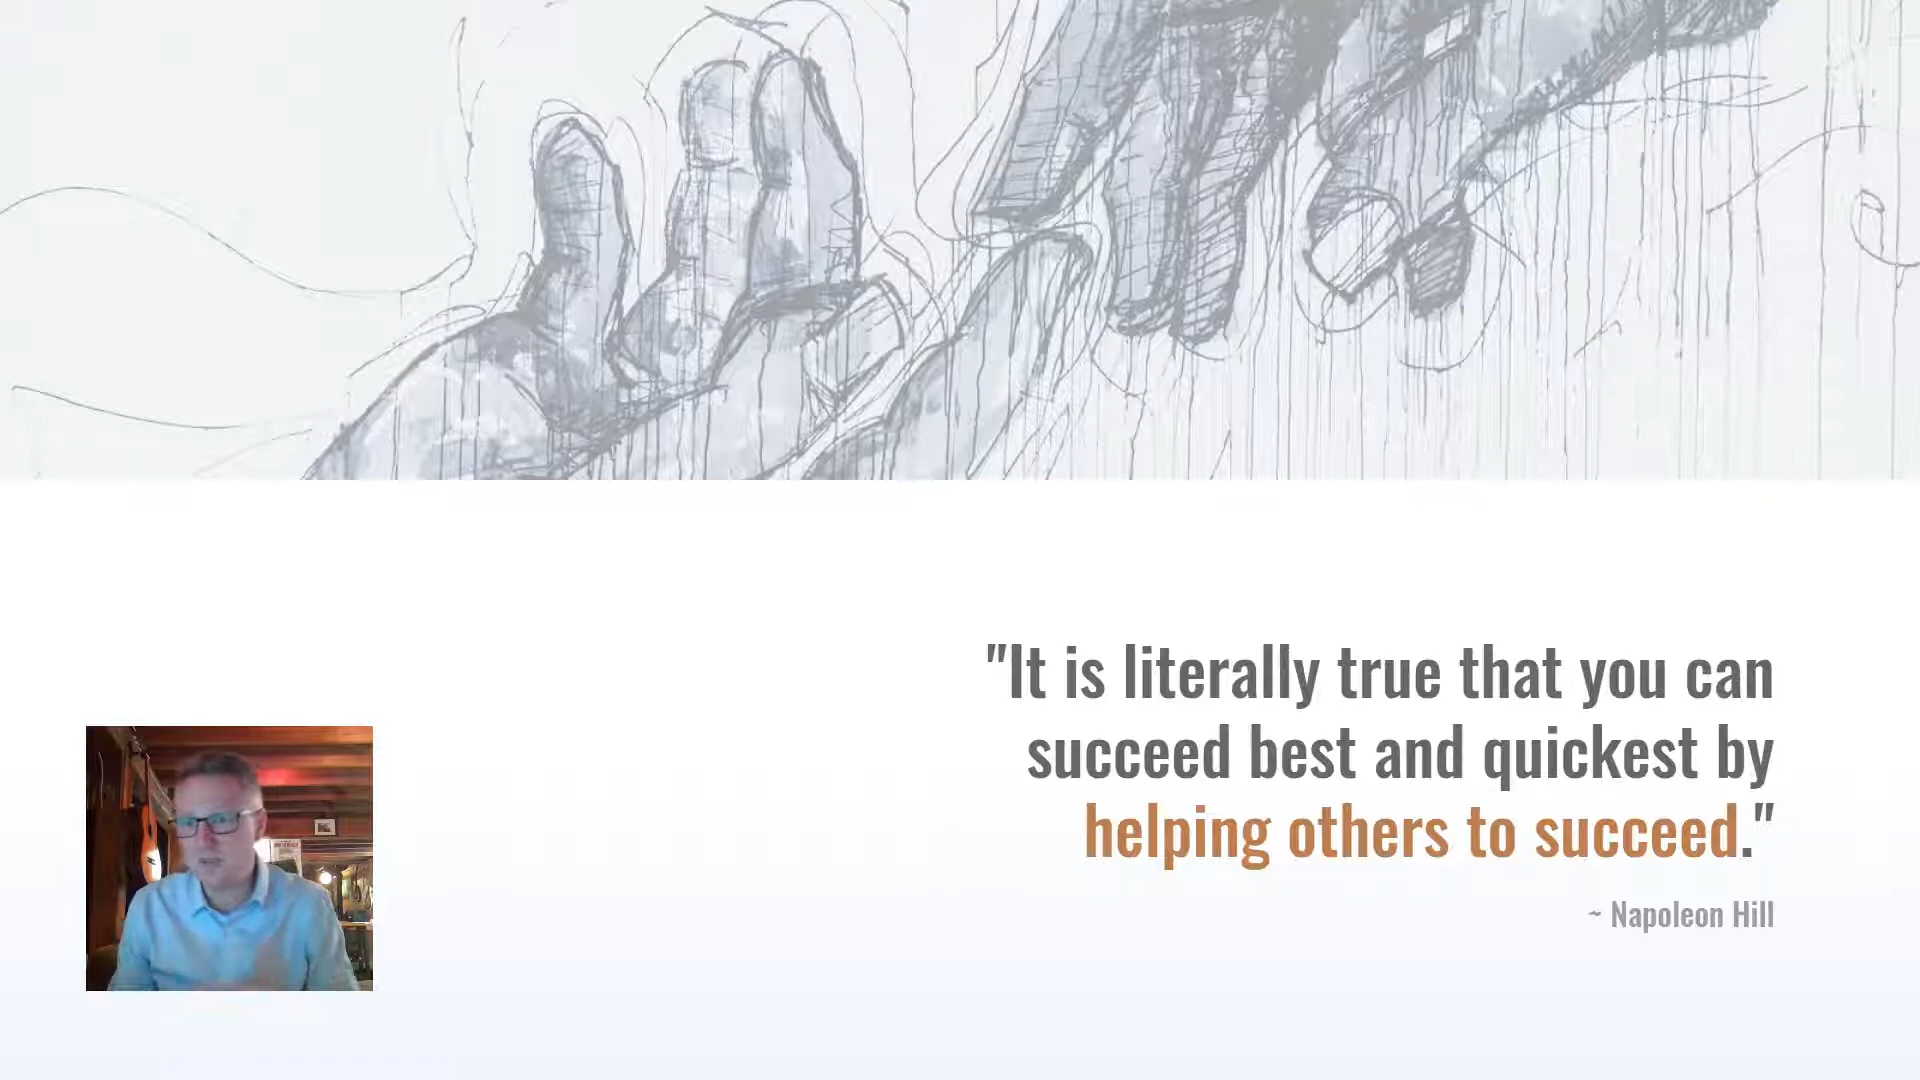 "It is literally true that you can
succeed best and quickest by
helping others to succeed."
~ Napoleon Hill